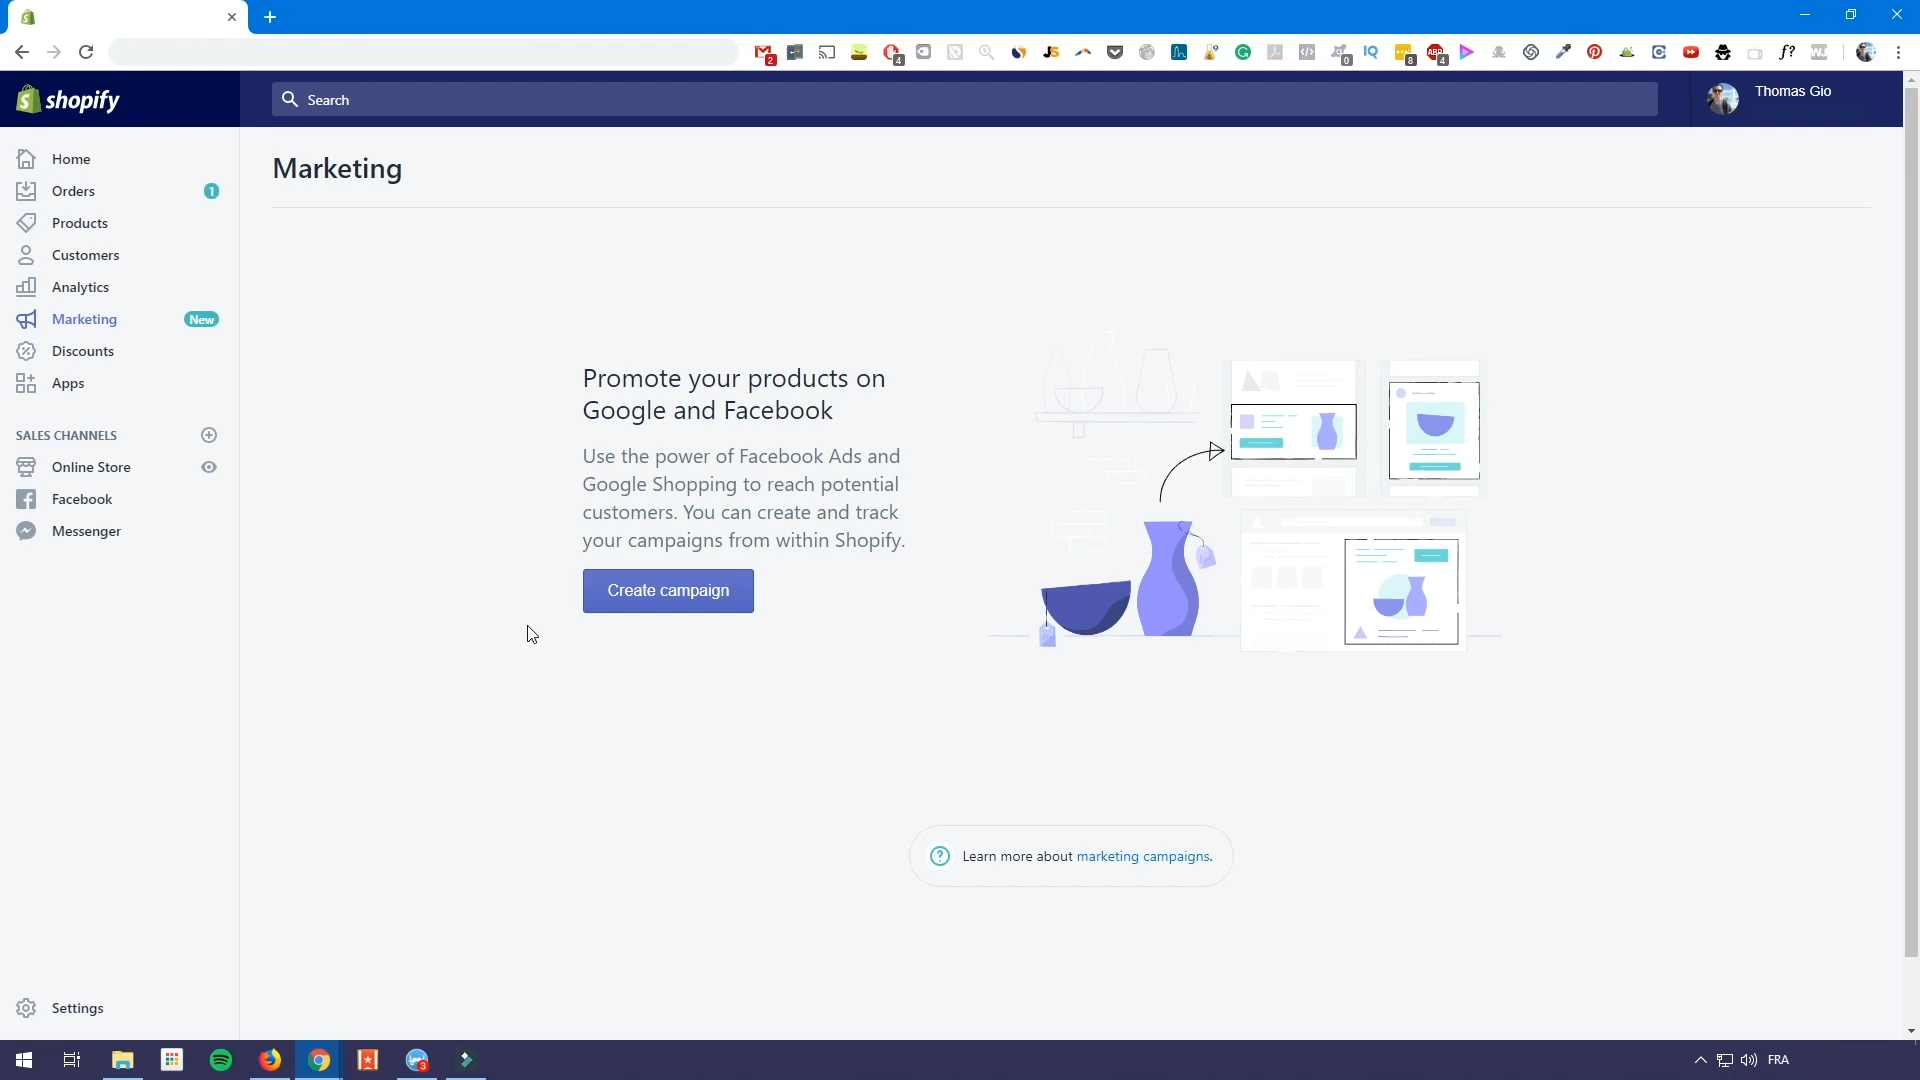 shopify
Search
Thomas Gio
Home
Orders
1
Products
Customers
Analytics
Marketing
New
Discounts
Apps
SALES CHANNELS
Online Store
Facebook
Messenger
Settings
Marketing
Promote your products on
Google and Facebook
Use the power of Facebook Ads and
Google Shopping to reach potential
customers. You can create and track
your campaigns from within Shopify.
Create campaign
Learn more about marketing campaigns.
FRA